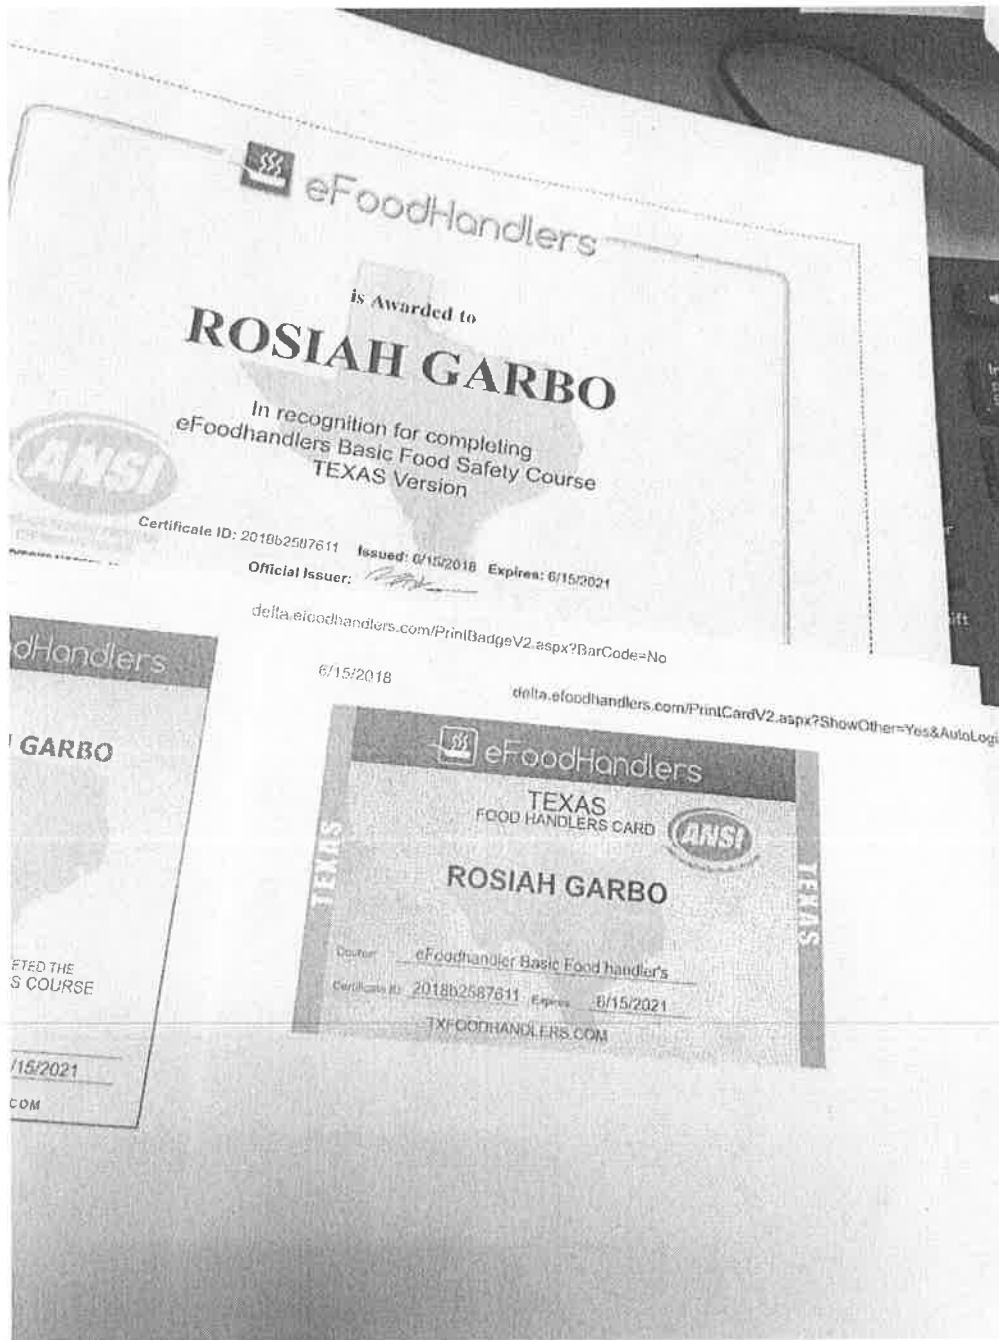 eFoodHandlers
is Awarded to
ROSIAH GARBO
In recognition for completing
eFoodhandlers Basic Food Safety Course
TEXAS Version
ANSI
Certificate ID: 2018b2587611 Issued: 6/15/2018 Expires: 6/15/2021
Official Issuer:
delta.efoodhandlers.com/PrintBadgeV2.aspx?BarCode=No
dHandlers
GARBO
ETED THE
S COURSE
/15/2021
COM
6/15/2018
delta.efoodhandlers.com/PrintCardV2.aspx?ShowOther=Yes&AutoLogi
eFoodHandlers
TEXAS
FOOD HANDLERS CARD
ANSI
TEXAS
TEXAS
ROSIAH GARBO
Course: eFoodhandler Basic Food handler's
Certificate ID: 2018b2587611 Expires 6/15/2021
TXFOODHANDLERS.COM